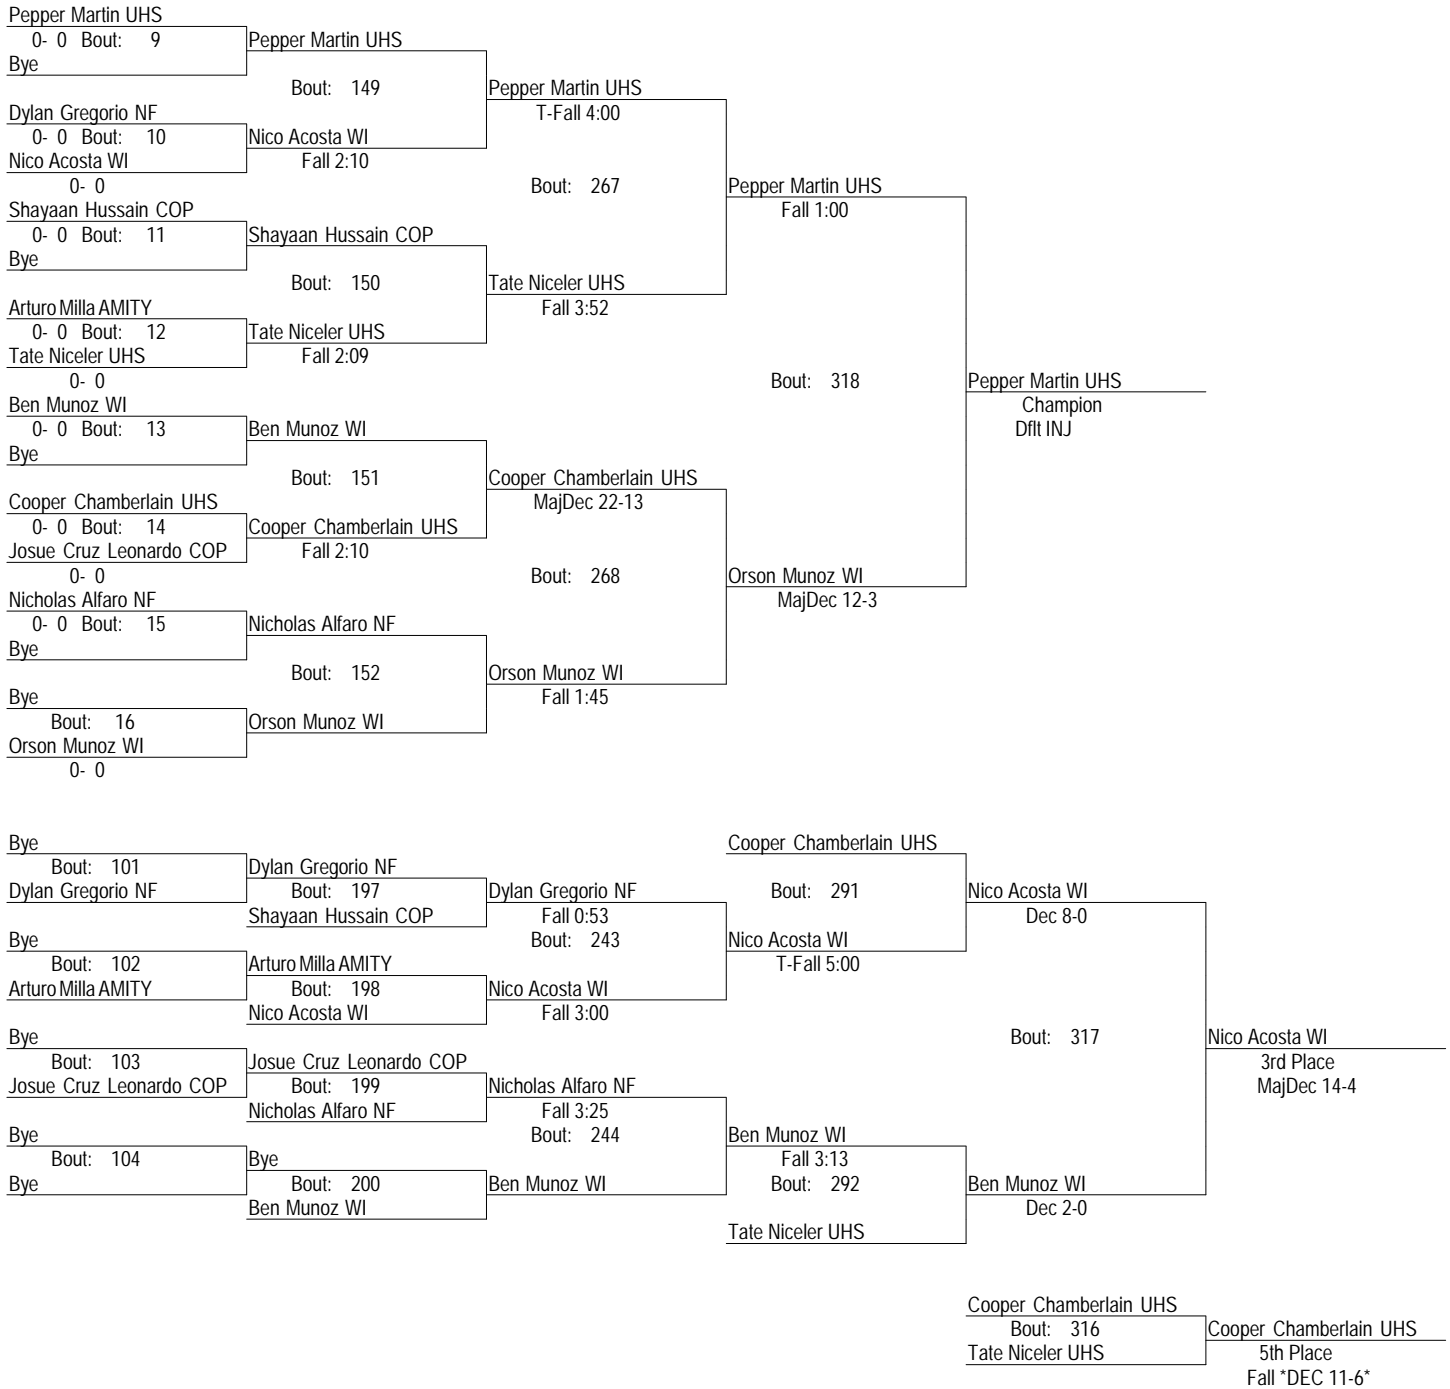 Pepper Martin UHS
0- 0 Bout: 9 Pepper Martin UHS
Bye
Bout: 149 Pepper Martin UHS
Dylan Gregorio NF T-Fall 4:00
0- 0 Bout: 10 Nico Acosta WI
Nico Acosta WI Fall 2:10
0- 0 Bout: 267 Pepper Martin UHS
Shayaan Hussain COP Fall 1:00
0- 0 Bout: 11 Shayaan Hussain COP
Bye
Bout: 150 Tate Niceler UHS
Arturo Milla AMITY Fall 3:52
0- 0 Bout: 12 Tate Niceler UHS
Tate Niceler UHS Fall 2:09
0- 0 Bout: 318 Pepper Martin UHS
Ben Munoz WI Champion
0- 0 Bout: 13 Ben Munoz WI Dflt INJ
Bye
Bout: 151 Cooper Chamberlain UHS
Cooper Chamberlain UHS MajDec 22-13
0- 0 Bout: 14 Cooper Chamberlain UHS
Josue Cruz Leonardo COP Fall 2:10
0- 0 Bout: 268 Orson Munoz WI
Nicholas Alfaro NF MajDec 12-3
0- 0 Bout: 15 Nicholas Alfaro NF
Bye
Bout: 152 Orson Munoz WI
Bye Fall 1:45
Bout: 16 Orson Munoz WI
Orson Munoz WI
0- 0
Bye Cooper Chamberlain UHS
Bout: 101 Dylan Gregorio NF
Dylan Gregorio NF Bout: 197 Dylan Gregorio NF Bout: 291 Nico Acosta WI
Shayaan Hussain COP Fall 0:53 Dec 8-0
Bye Bout: 243 Nico Acosta WI
Bout: 102 Arturo Milla AMITY T-Fall 5:00
Arturo Milla AMITY Bout: 198 Nico Acosta WI
Nico Acosta WI Fall 3:00
Bye Bout: 317 Nico Acosta WI
Bout: 103 Josue Cruz Leonardo COP 3rd Place
Josue Cruz Leonardo COP Bout: 199 Nicholas Alfaro NF MajDec 14-4
Nicholas Alfaro NF Fall 3:25
Bye Bout: 244 Ben Munoz WI
Bout: 104 Bye Fall 3:13
Bye Bout: 200 Ben Munoz WI Bout: 292 Ben Munoz WI
Ben Munoz WI Dec 2-0
Tate Niceler UHS
Cooper Chamberlain UHS
Bout: 316 Cooper Chamberlain UHS
Tate Niceler UHS 5th Place
Fall *DEC 11-6*